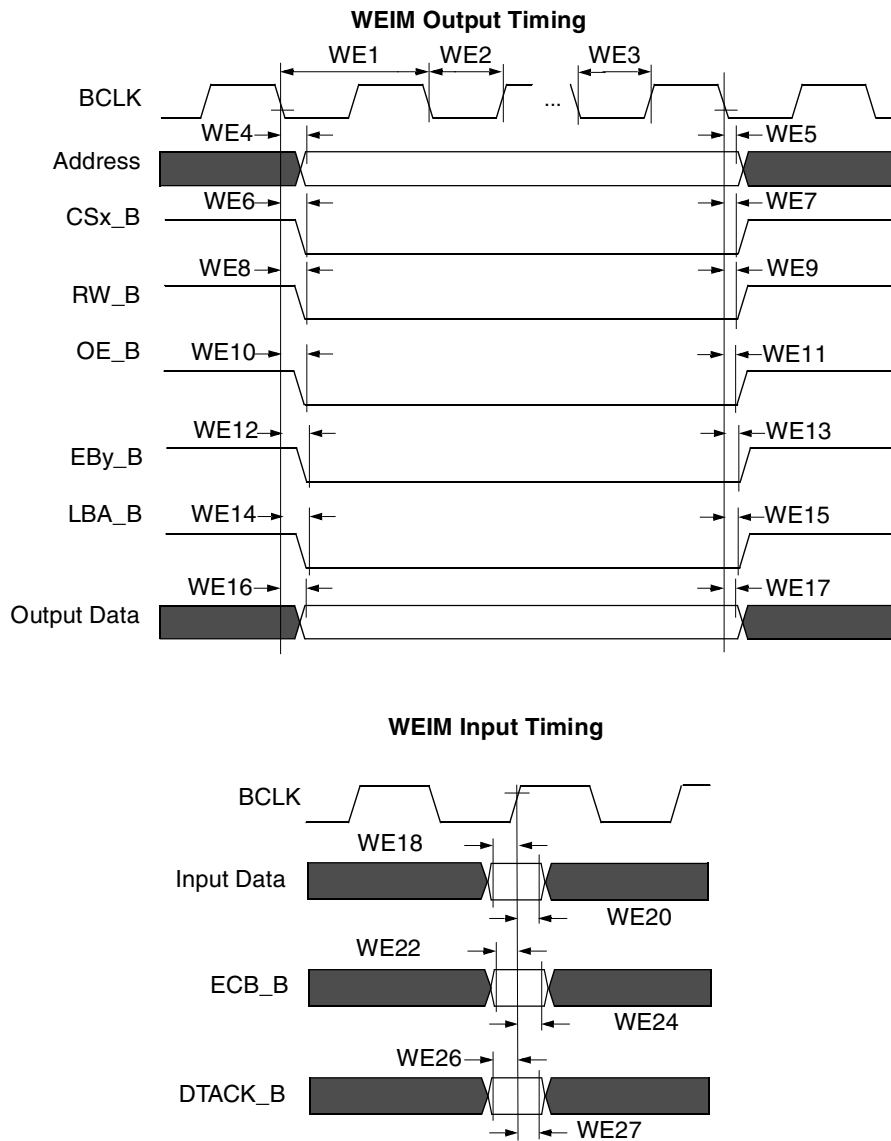 WEIM Output Timing
WE1 WE2 WE3
BCLK ...
WE4 WE5
Address
WE6 WE7
CSx_B
WE8 WE9
RW_B
OE_B WE10 WE11
WE12 WE13
EBy_B
LBA_B WE14 WE15
WE16 WE17
Output Data
WEIM Input Timing
BCLK
WE18
Input Data
WE20
WE22
ECB_B
WE24
WE26
DTACK_B
WE27